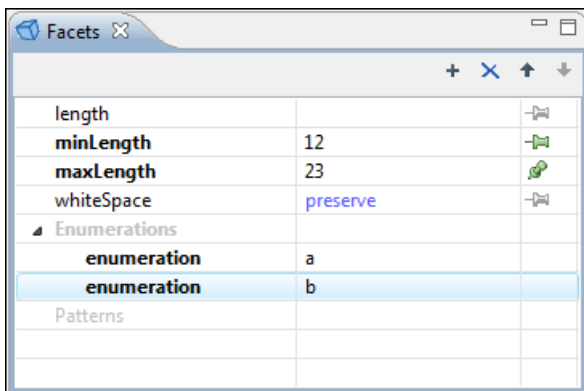 Facets
length
minLength 12
maxLength 23
whiteSpace preserve
Enumerations
enumeration a
enumeration b
Patterns